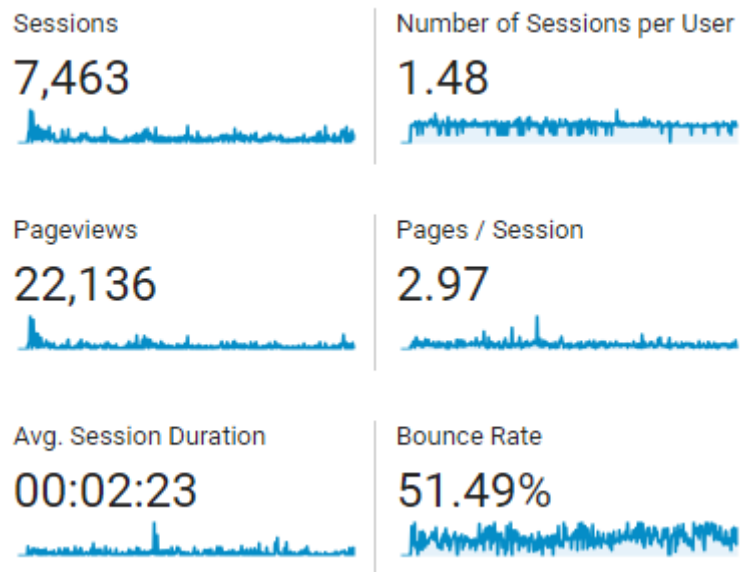 Sessions
7,463
Number of Sessions per User
1.48
Pageviews
22,136
Pages / Session
2.97
Avg. Session Duration
00:02:23
Bounce Rate
51.49%